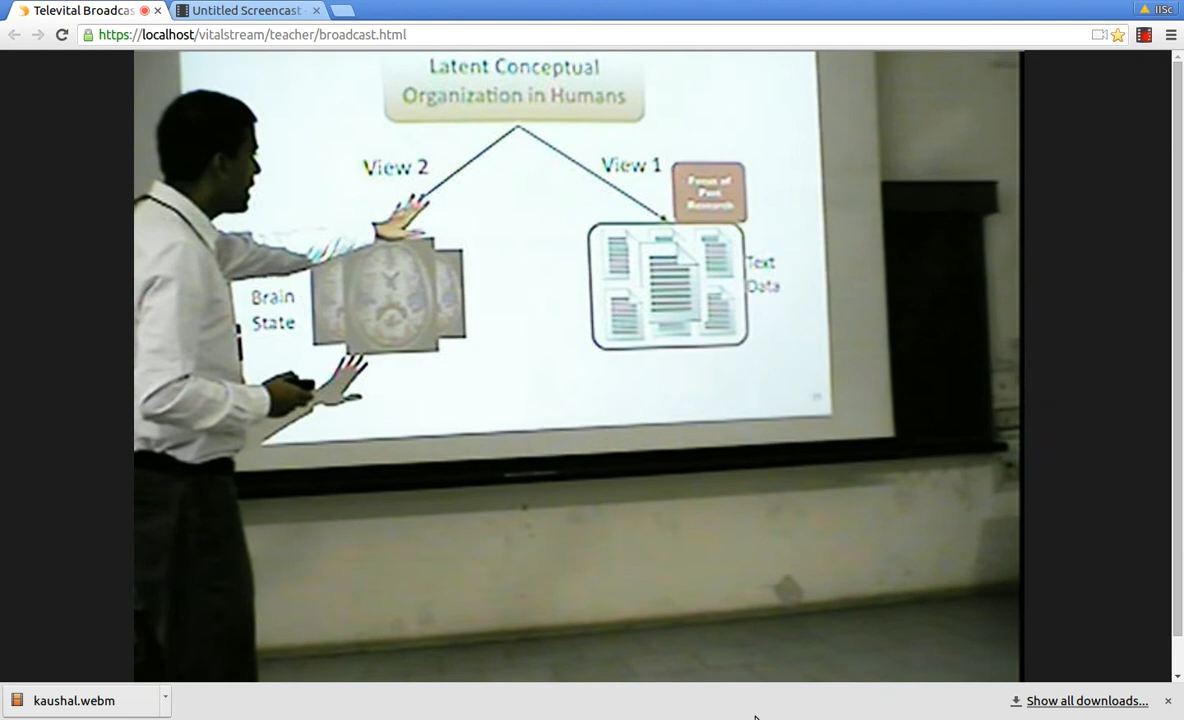 Televital Broadcas
Untitled Screencast -
IISc
https://localhost/vitalstream/teacher/broadcast.html
Latent Conceptual
Organization in Humans
View 2
View 1
Focus of
Past
Research
Text
Data
Brain
State
kaushal.webm
Show all downloads...